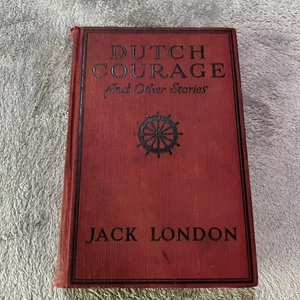 DUTCH
COURAGE
And Other Stories
JACK LONDON